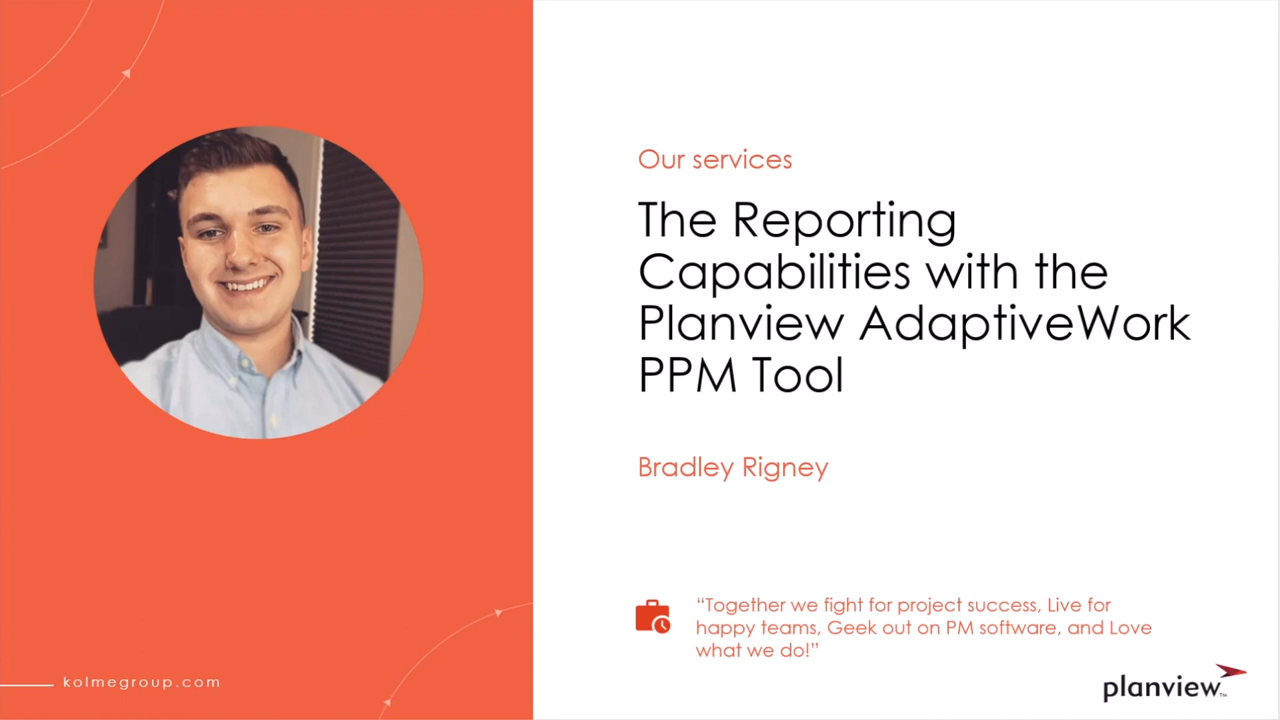 Our services
The Reporting
Capabilities with the
Planview AdaptiveWork
PPM Tool
Bradley Rigney
“Together we fight for project success, Live for
happy teams, Geek out on PM software, and Love
what we do!”
kolmegroup.com
planview™